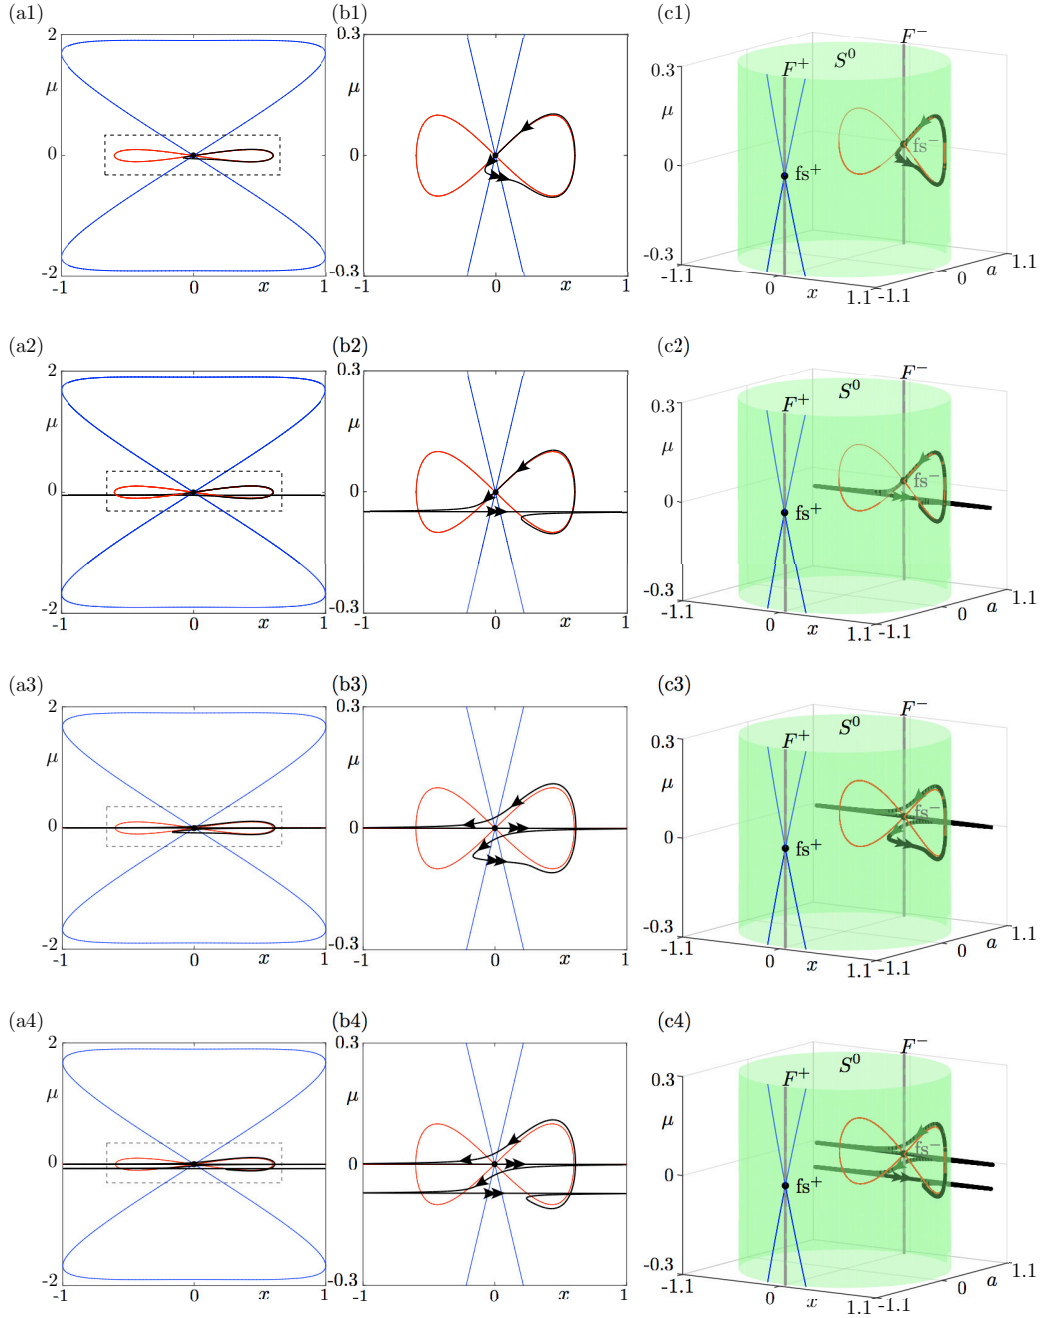 (a1) (b1) (c1)
2 μ 0 -2 -1 0 x 1
0.3 μ 0 -0.3 -1 0 x 1
0.3 μ 0 -0.3 -1.1 0 x 1.1 -1.1 0 a 1.1 F⁺ S⁰ F⁻ fs⁺ fs⁻
(a2) (b2) (c2)
2 μ 0 -2 -1 0 x 1
0.3 μ 0 -0.3 -1 0 x 1
0.3 μ 0 -0.3 -1.1 0 x 1.1 -1.1 0 a 1.1 F⁺ S⁰ F⁻ fs⁺ fs⁻
(a3) (b3) (c3)
2 μ 0 -2 -1 0 x 1
0.3 μ 0 -0.3 -1 0 x 1
0.3 μ 0 -0.3 -1.1 0 x 1.1 -1.1 0 a 1.1 F⁺ S⁰ F⁻ fs⁺ fs⁻
(a4) (b4) (c4)
2 μ 0 -2 -1 0 x 1
0.3 μ 0 -0.3 -1 0 x 1
0.3 μ 0 -0.3 -1.1 0 x 1.1 -1.1 0 a 1.1 F⁺ S⁰ F⁻ fs⁺ fs⁻